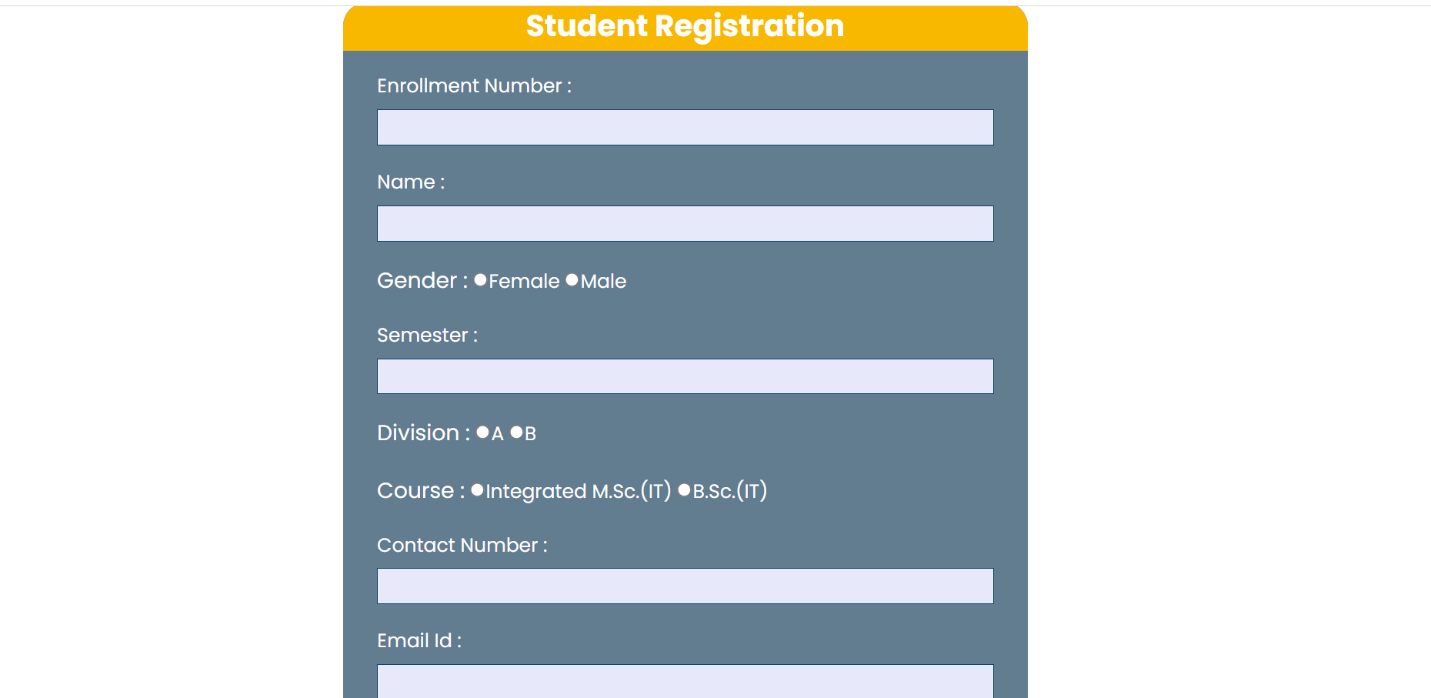 Student Registration
Enrollment Number :
Name :
Gender : Female Male
Semester :
Division : A B
Course : Integrated M.Sc.(IT) B.Sc.(IT)
Contact Number :
Email Id :